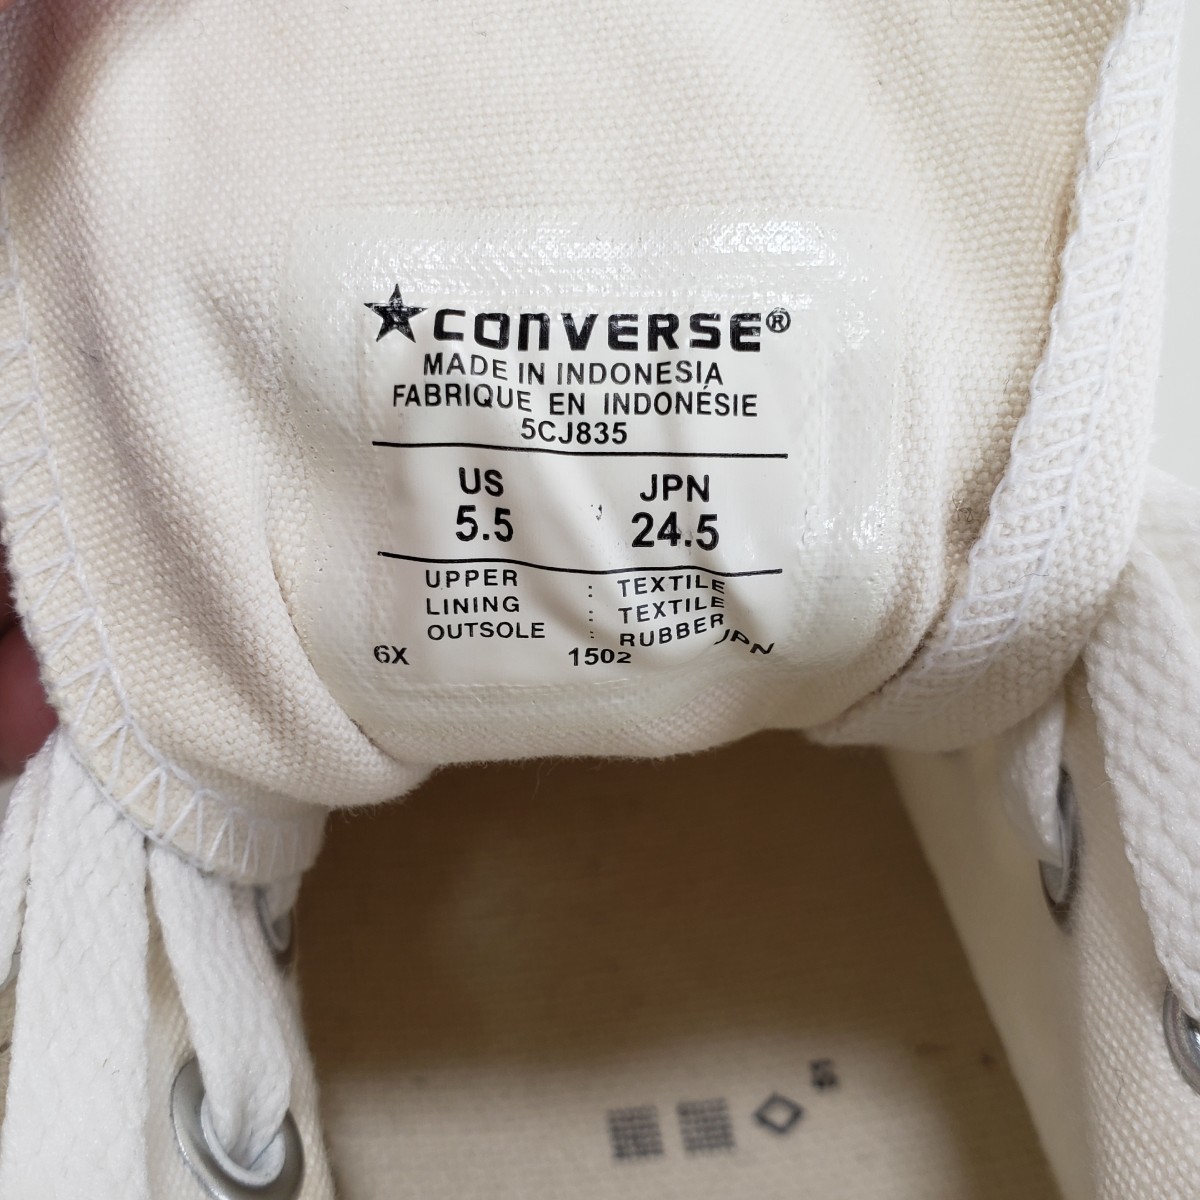 ★CONVERSE®
MADE IN INDONESIA
FABRIQUE EN INDONÉSIE
5CJ835
US JPN
5.5 24.5
UPPER : TEXTILE
LINING : TEXTILE
OUTSOLE : RUBBER
6X 1502 JPN